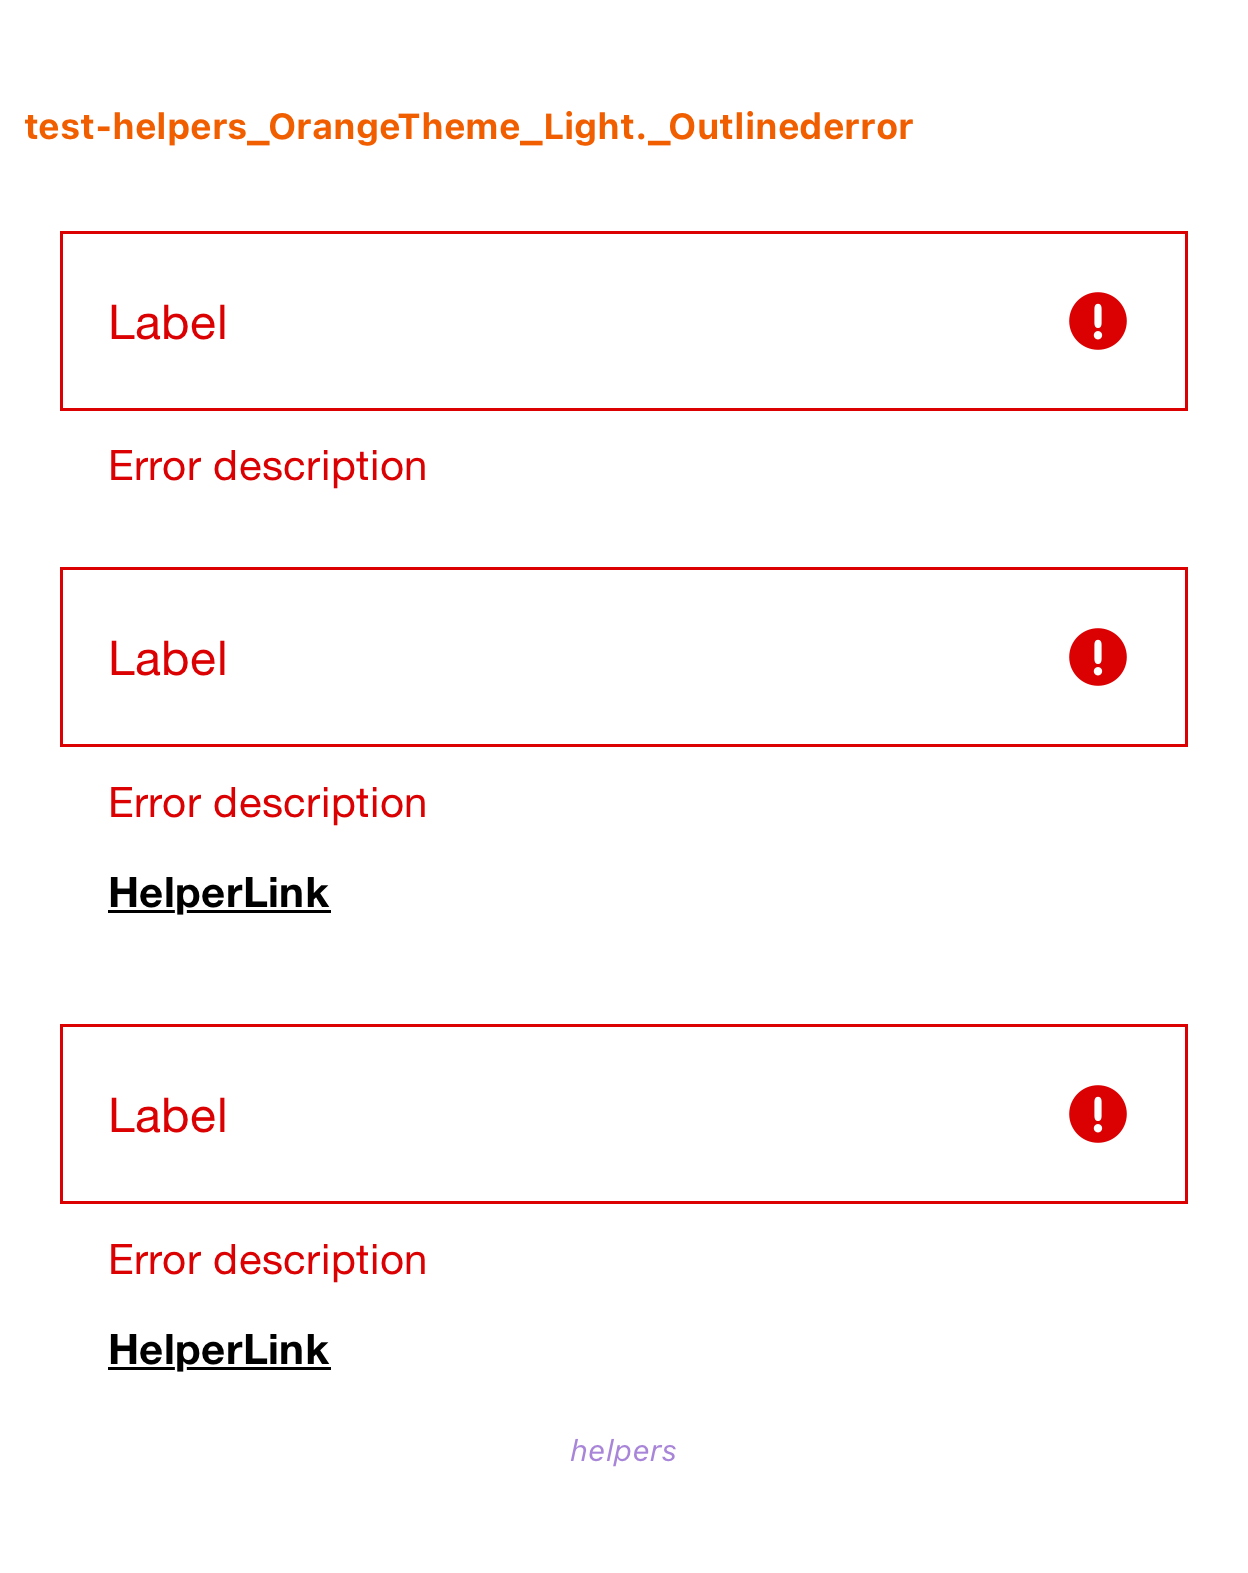 test-helpers_OrangeTheme_Light._Outlinederror
Label
Error description
Label
Error description
HelperLink
Label
Error description
HelperLink
helpers